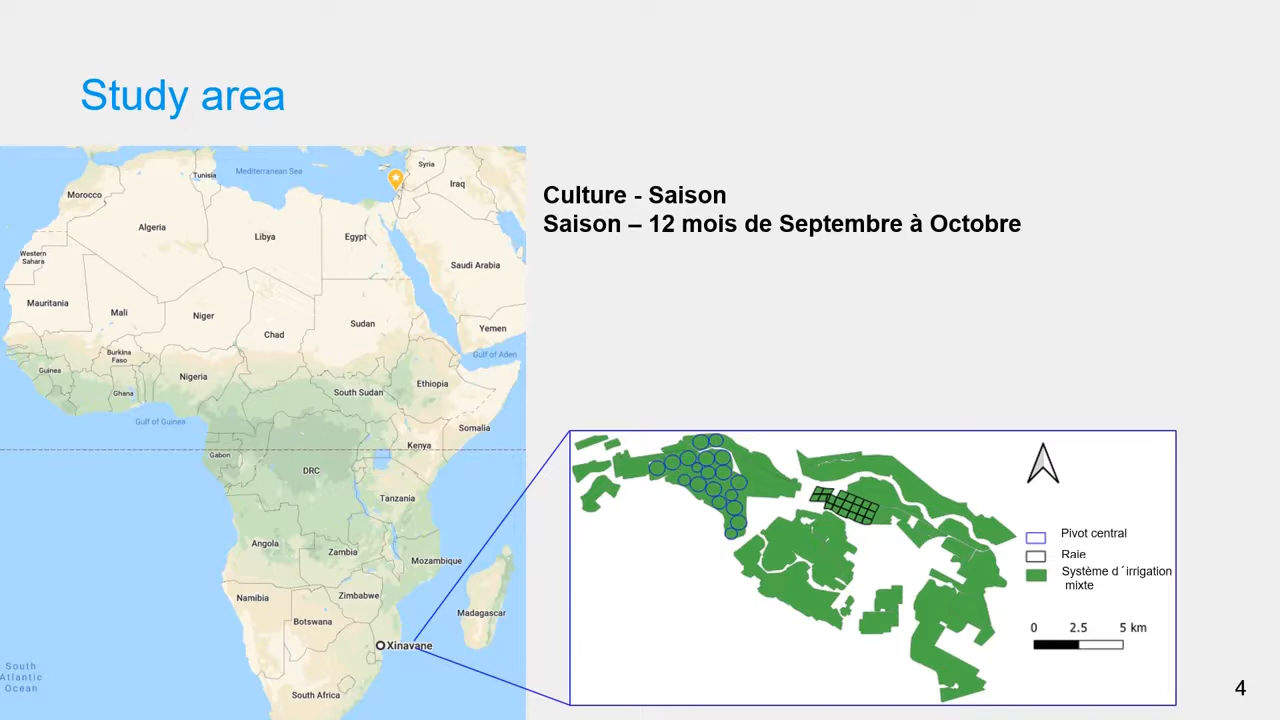 Study area
Culture - Saison
Saison – 12 mois de Septembre à Octobre
Mediterranean Sea
Tunisia
Syria
Iraq
Morocco
Algeria
Libya
Egypt
Western
Sahara
Saudi Arabia
Mauritania
Mali
Niger
Chad
Sudan
Yemen
Gulf of Aden
Burkina
Faso
Guinea
Ghana
Nigeria
South Sudan
Ethiopia
Gulf of Guinea
Somalia
Kenya
Gabon
DRC
Tanzania
Angola
Zambia
Mozambique
Namibia
Zimbabwe
Botswana
Madagascar
Xinavane
South
Atlantic
Ocean
South Africa
Pivot central
Raie
Système d´irrigation
mixte
0 2.5 5 km
4